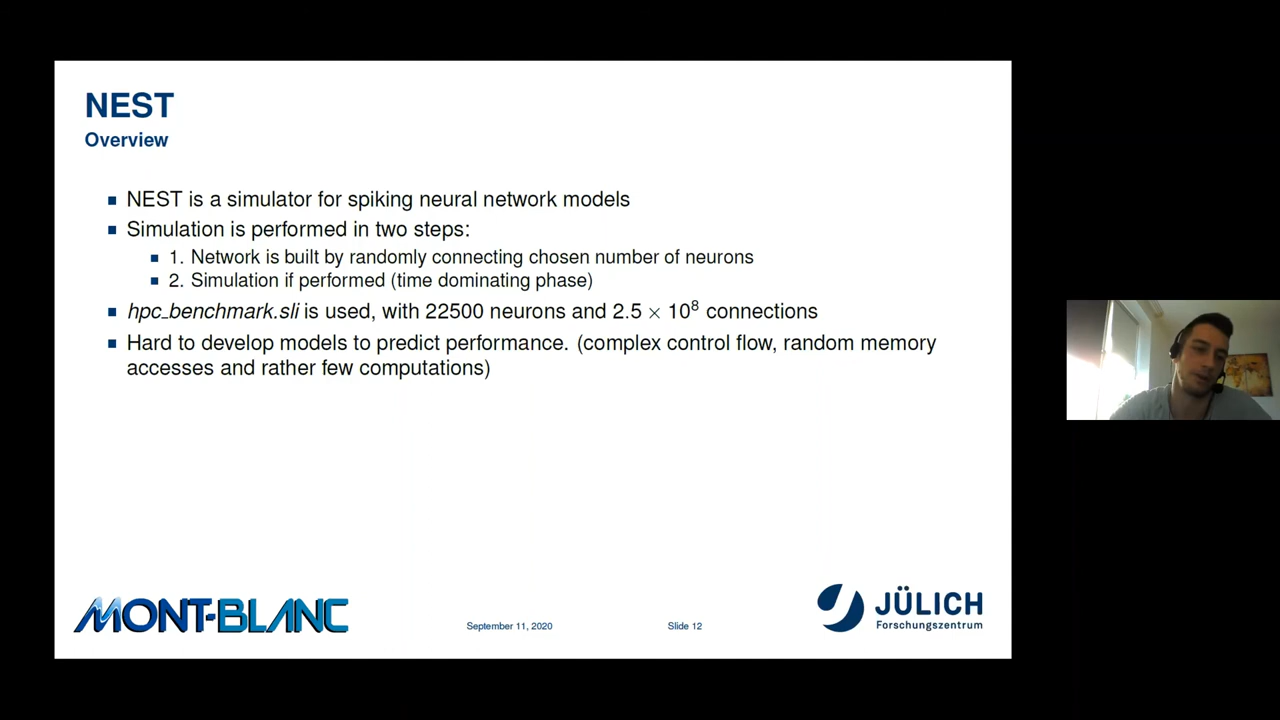 NEST
Overview
■ NEST is a simulator for spiking neural network models
■ Simulation is performed in two steps:
■ 1. Network is built by randomly connecting chosen number of neurons
■ 2. Simulation if performed (time dominating phase)
■ hpc_benchmark.sli is used, with 22500 neurons and 2.5 × 10⁸ connections
■ Hard to develop models to predict performance. (complex control flow, random memory
accesses and rather few computations)
MONT-BLANC
September 11, 2020
Slide 12
JÜLICH
Forschungszentrum